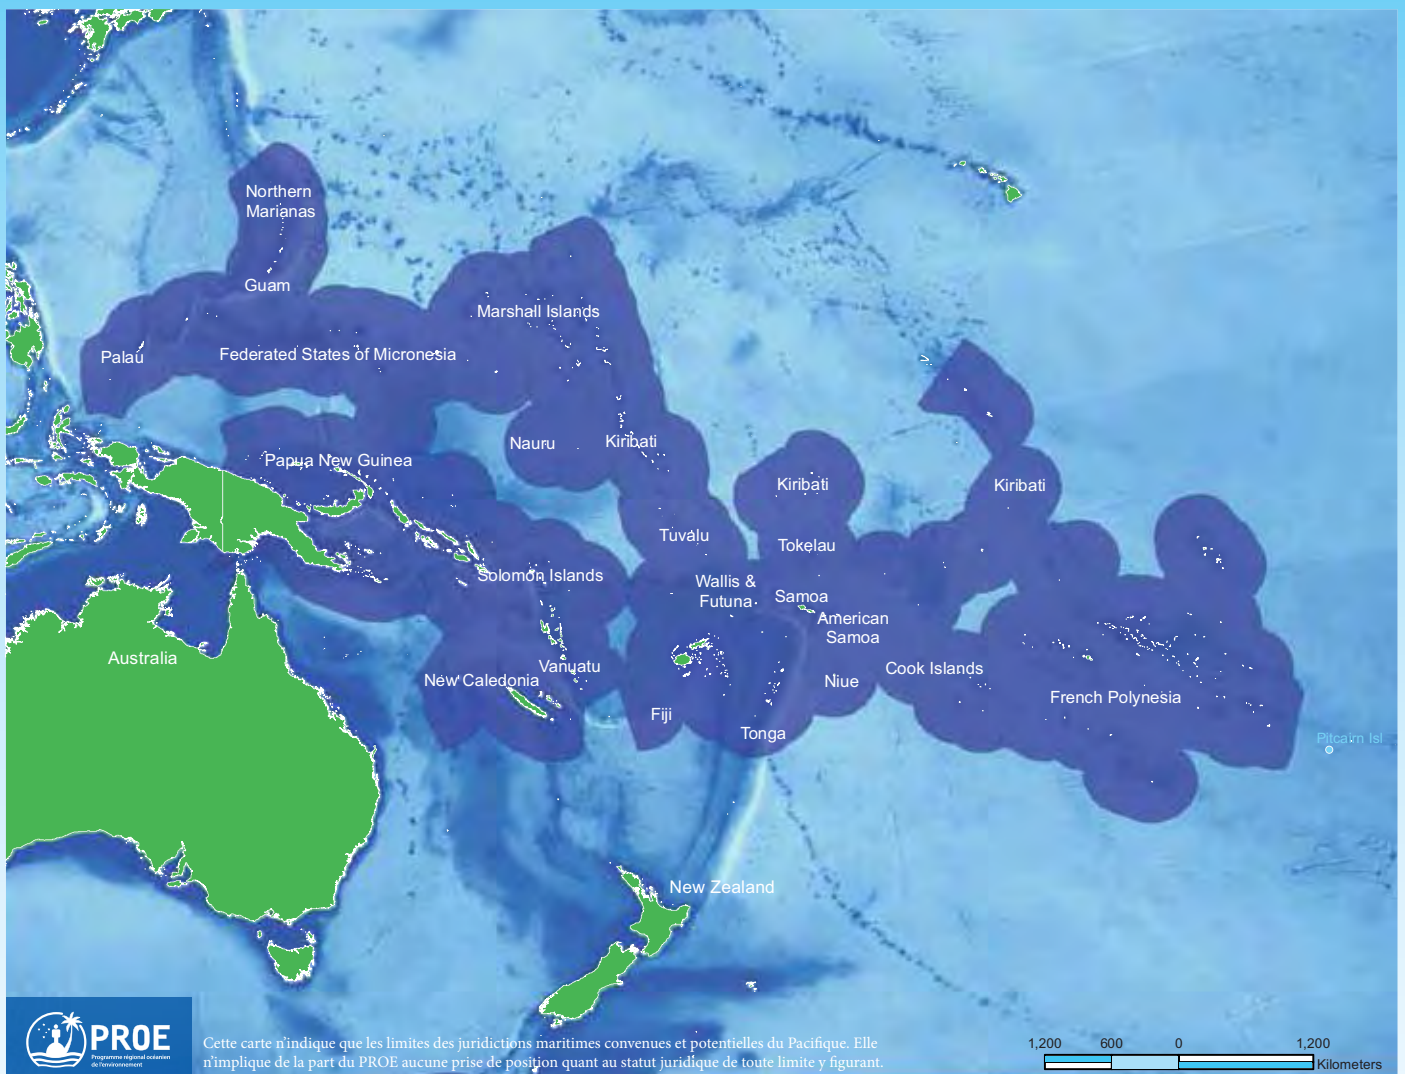 Northern
Marianas
Guam
Marshall Islands
Palau
Federated States of Micronesia
Nauru
Kiribati
Papua New Guinea
Kiribati
Kiribati
Tuvalu
Tokelau
Solomon Islands
Wallis &
Futuna
Samoa
American
Samoa
Australia
Vanuatu
New Caledonia
Cook Islands
Niue
French Polynesia
Fiji
Tonga
Pitcairn Isl
New Zealand
PROE
Programme régional océanien
de l'environnement
Cette carte n'indique que les limites des juridictions maritimes convenues et potentielles du Pacifique. Elle
n'implique de la part du PROE aucune prise de position quant au statut juridique de toute limite y figurant.
1,200 600 0 1,200
Kilometers